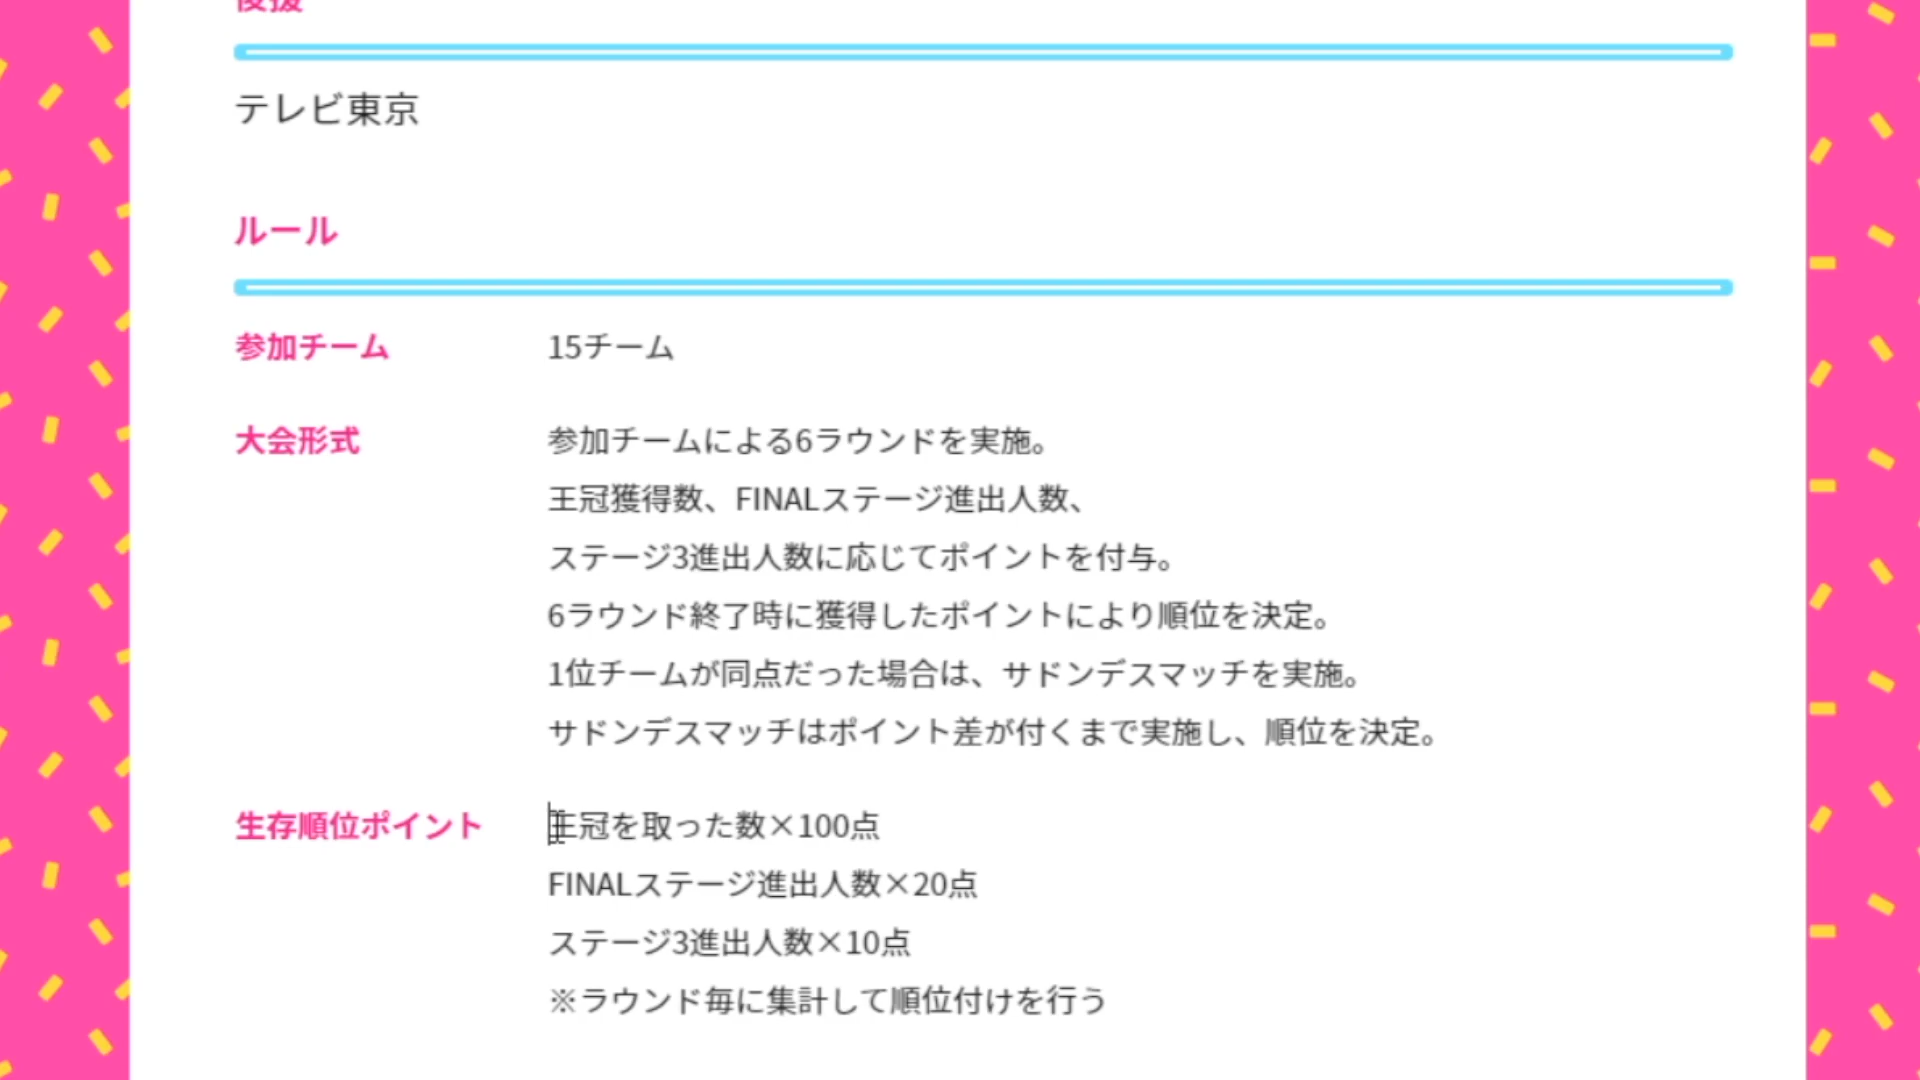 後援
テレビ東京
ルール
参加チーム
15チーム
大会形式
参加チームによる6ラウンドを実施。
王冠獲得数、FINALステージ進出人数、
ステージ3進出人数に応じてポイントを付与。
6ラウンド終了時に獲得したポイントにより順位を決定。
1位チームが同点だった場合は、サドンデスマッチを実施。
サドンデスマッチはポイント差が付くまで実施し、順位を決定。
生存順位ポイント
王冠を取った数×100点
FINALステージ進出人数×20点
ステージ3進出人数×10点
※ラウンド毎に集計して順位付けを行う